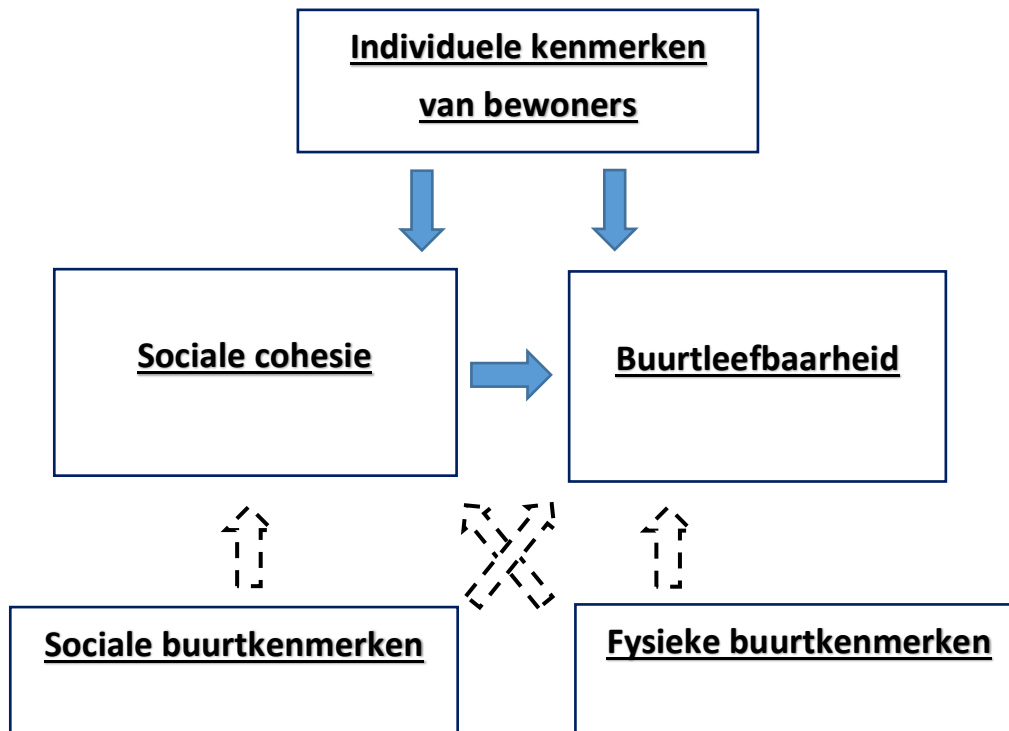 Individuele kenmerken
van bewoners
Sociale cohesie
Buurtleefbaarheid
Sociale buurtkenmerken
Fysieke buurtkenmerken